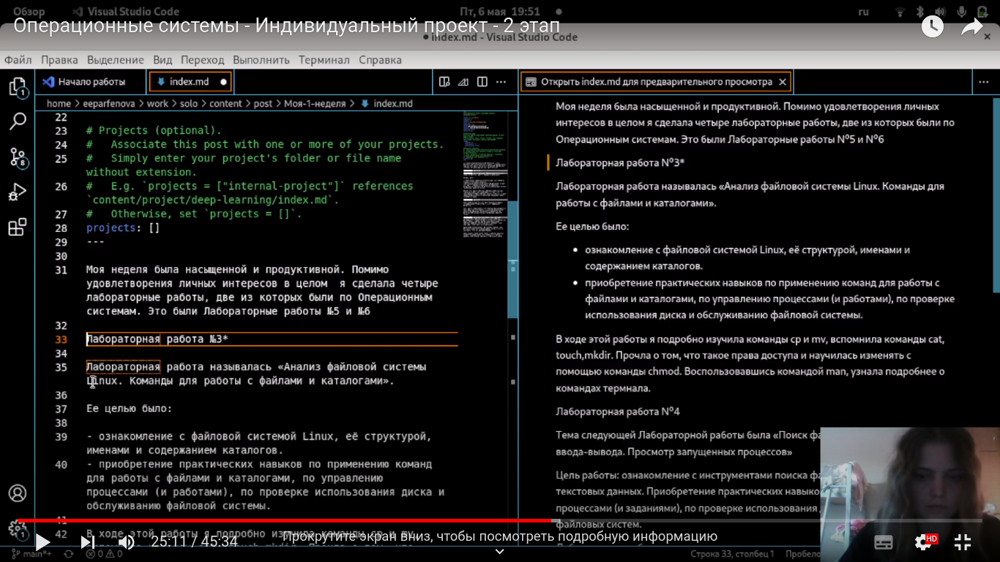 Обзор
Visual Studio Code
Пт, 6 мая 19:51
ru
Операционные системы - Индивидуальный проект - 2 этап
index.md - Visual Studio Code
Файл Правка Выделение Вид Переход Выполнить Терминал Справка
Начало работы
index.md
Открыть index.md для предварительного просмотра
home > eeparfenova > work > solo > content > post > Моя-1-неделя > index.md
22
23 # Projects (optional).
24 #   Associate this post with one or more of your projects.
25 #   Simply enter your project's folder or file name
without extension.
26 #   E.g. `projects = ["internal-project"]` references
`content/project/deep-learning/index.md`.
27 #   Otherwise, set `projects = []`.
28 projects: []
29 ---
30
31 Моя неделя была насыщенной и продуктивной. Помимо
удовлетворения личных интересов в целом  я сделала четыре
лабораторные работы, две из которых были по Операционным
системам. Это были Лабораторные работы №5 и №6
32
33 Лабораторная работа №3*
34
35 Лабораторная работа называлась «Анализ файловой системы
Linux. Команды для работы с файлами и каталогами».
36
37 Ее целью было:
38
39 - ознакомление с файловой системой Linux, её структурой,
именами и содержанием каталогов.
40 - приобретение практических навыков по применению команд
для работы с файлами и каталогами, по управлению
процессами (и работами), по проверке использования диска и
обслуживанию файловой системы.
41
42 В ходе этой работы я подробно изучила команды cp и mv,
Моя неделя была насыщенной и продуктивной. Помимо удовлетворения личных
интересов в целом я сделала четыре лабораторные работы, две из которых были по
Операционным системам. Это были Лабораторные работы №5 и №6
Лабораторная работа №3*
Лабораторная работа называлась «Анализ файловой системы Linux. Команды для
работы с файлами и каталогами».
Ее целью было:
• ознакомление с файловой системой Linux, её структурой, именами и
содержанием каталогов.
• приобретение практических навыков по применению команд для работы с
файлами и каталогами, по управлению процессами (и работами), по проверке
использования диска и обслуживанию файловой системы.
В ходе этой работы я подробно изучила команды cp и mv, вспомнила команды cat,
touch,mkdir. Прочла о том, что такое права доступа и научилась изменять с
помощью команды chmod. Воспользовавшись командой man, узнала подробнее о
командах термнала.
Лабораторная работа №4
Тема следующей Лабораторной работы была «Поиск фа
ввода-вывода. Просмотр запущенных процессов»
Цель работы: ознакомление с инструментами поиска фа
текстовых данных. Приобретение практических навыко
процессами (и заданиями), по проверке использования
файловых систем.
25:11 / 45:34
Прокрутите экран вниз, чтобы посмотреть подробную информацию
HD
main*+
0 0
Строка 33, столбец 1
Пробело
1
8
1